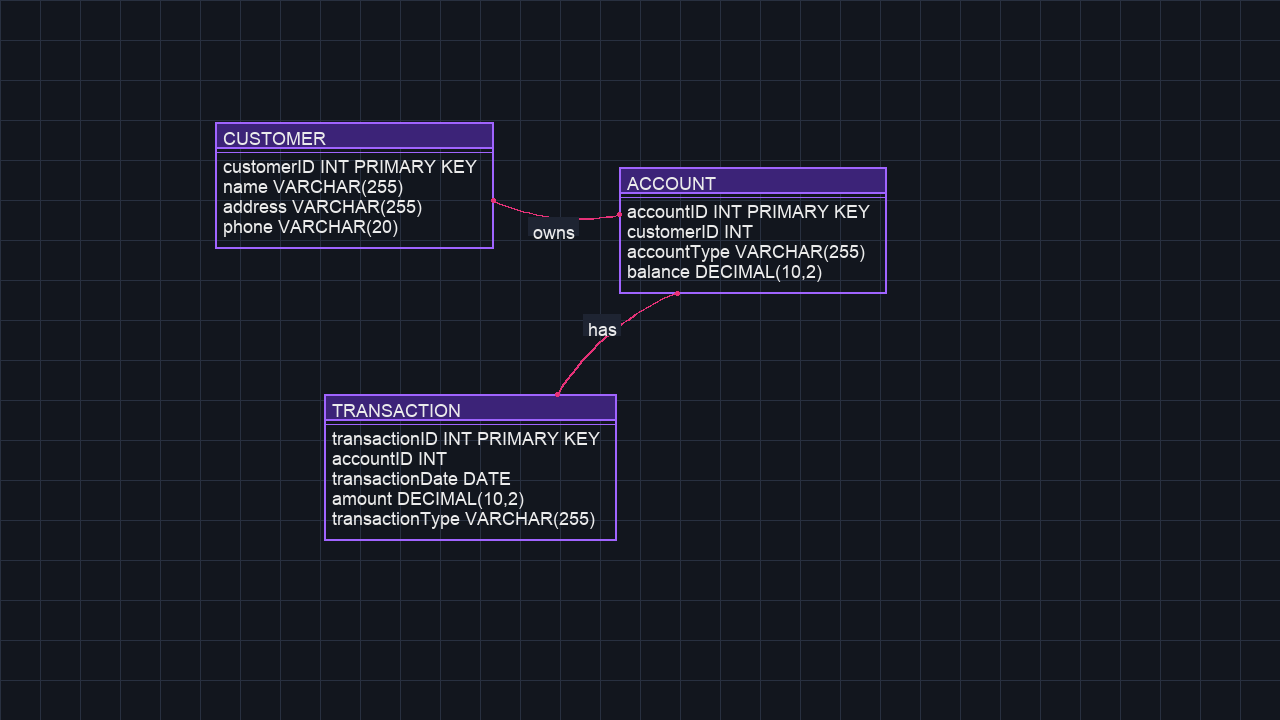 CUSTOMER
customerID INT PRIMARY KEY
name VARCHAR(255)
address VARCHAR(255)
phone VARCHAR(20)
owns
ACCOUNT
accountID INT PRIMARY KEY
customerID INT
accountType VARCHAR(255)
balance DECIMAL(10,2)
has
TRANSACTION
transactionID INT PRIMARY KEY
accountID INT
transactionDate DATE
amount DECIMAL(10,2)
transactionType VARCHAR(255)